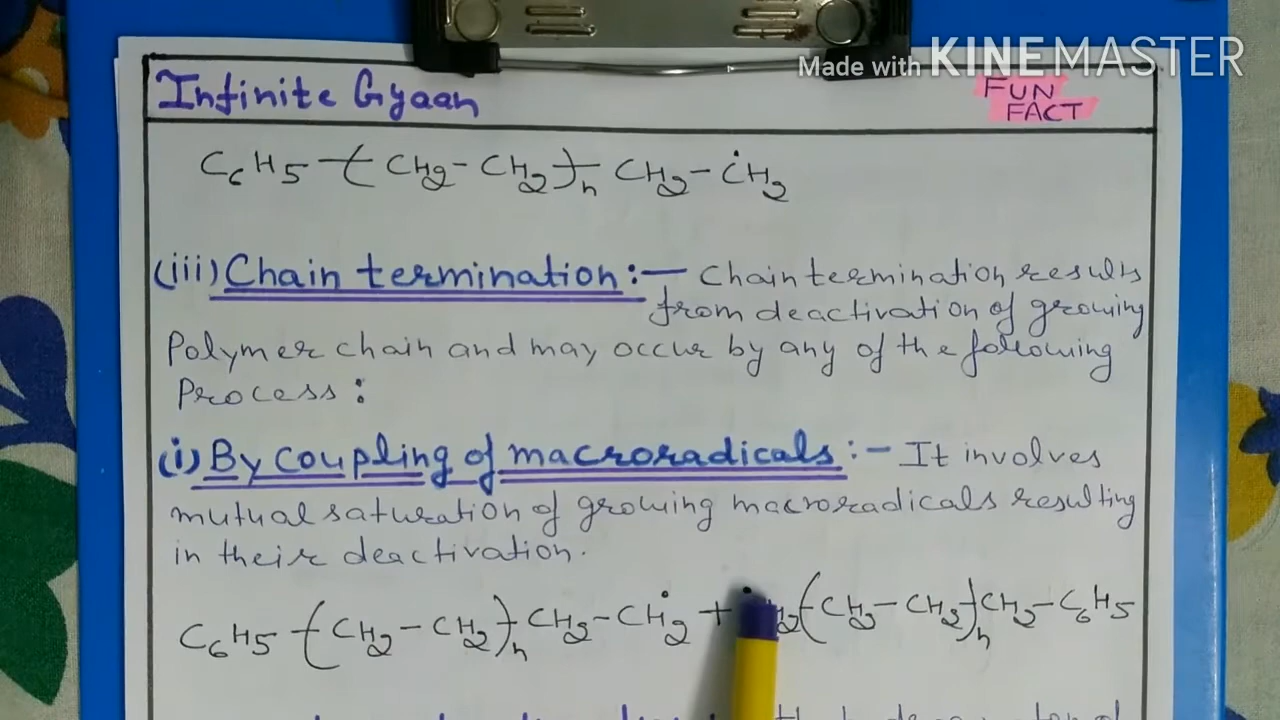 Made with KINEMASTER
Infinite Gyaan
FUN
FACT
C6H5 -( CH2 - CH2 )-n CH2 - ĊH2
(iii) Chain termination :— Chain termination results
from deactivation of growing
Polymer chain and may occur by any of the following
Process :
(i) By coupling of macroradicals :- It involves
mutual saturation of growing macroradicals resulting
in their deactivation.
C6H5 -( CH2 - CH2 )-n CH2 - CḢ2 + H2 -( CH2 - CH2 )-n CH2 - C6H5